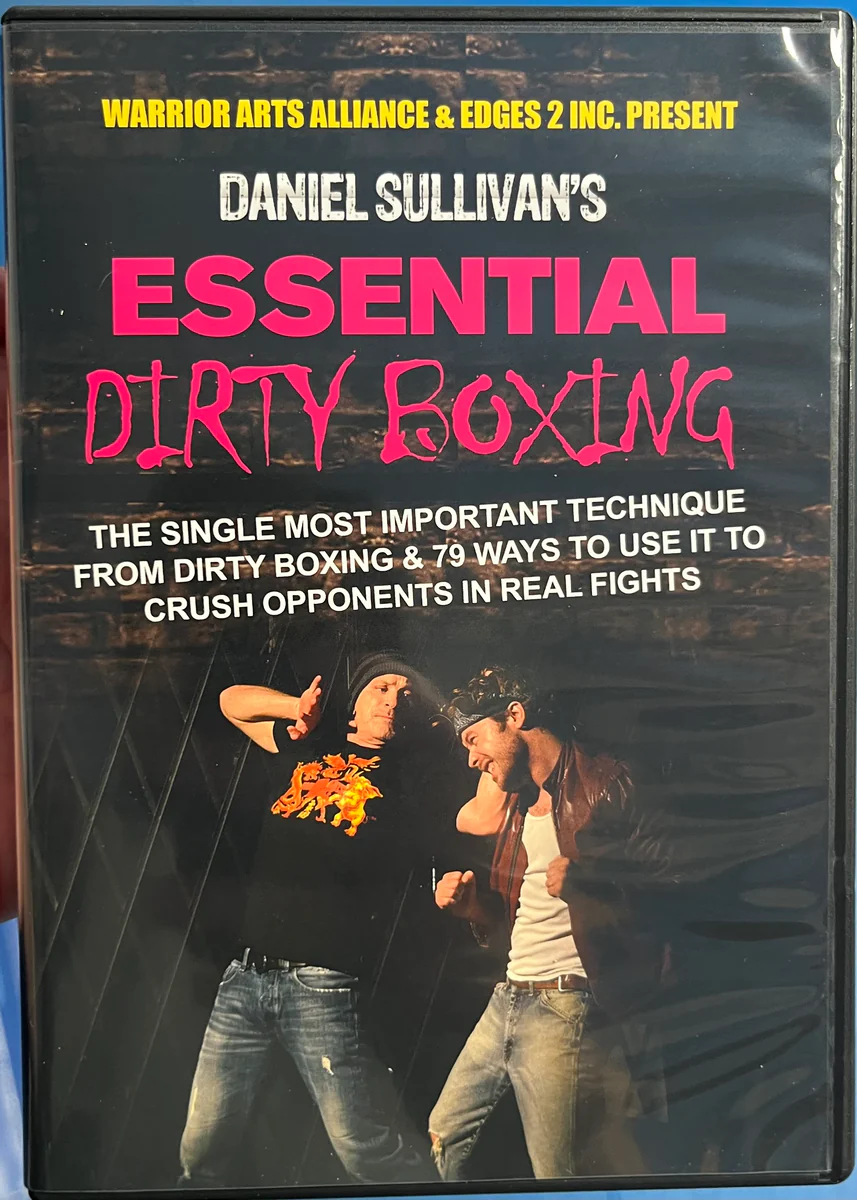 WARRIOR ARTS ALLIANCE & EDGES 2 INC. PRESENT
DANIEL SULLIVAN'S
ESSENTIAL
DIRTY BOXING
THE SINGLE MOST IMPORTANT TECHNIQUE
FROM DIRTY BOXING & 79 WAYS TO USE IT TO
CRUSH OPPONENTS IN REAL FIGHTS